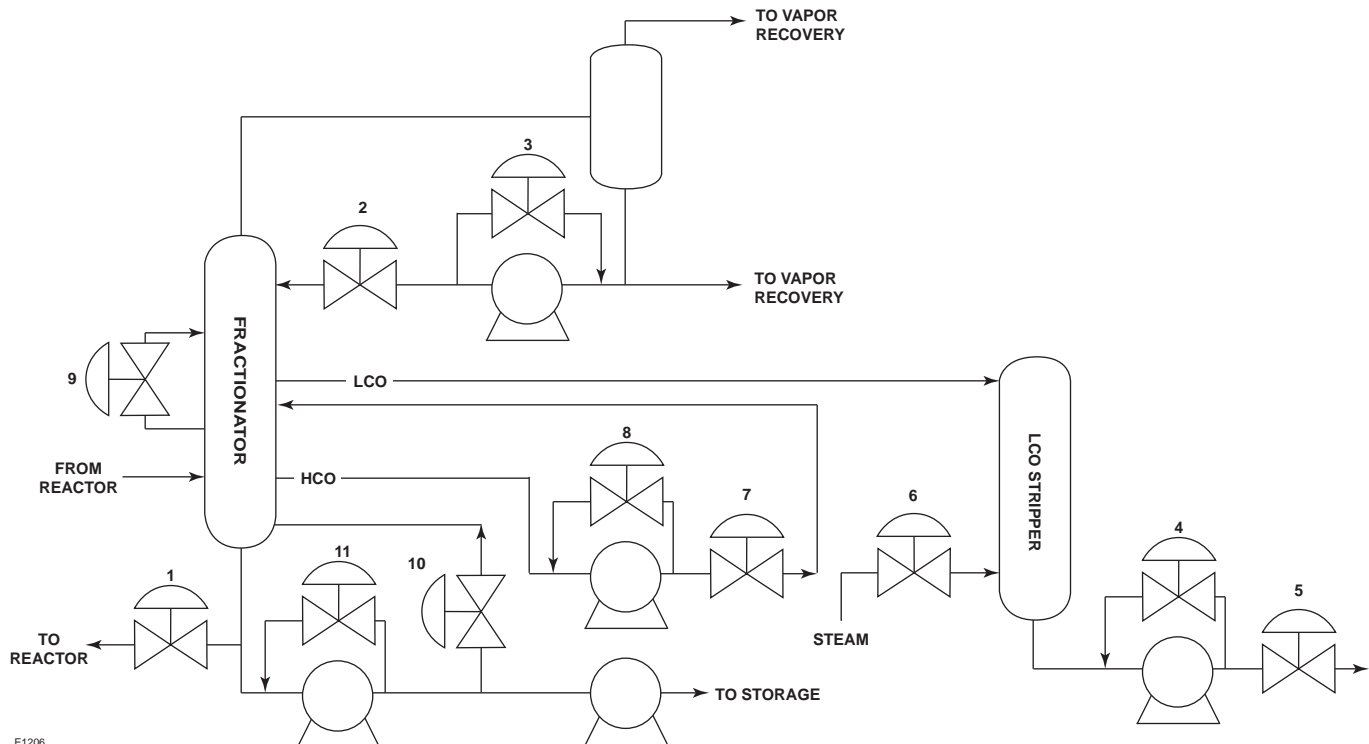 TO VAPOR
RECOVERY
3
2
TO VAPOR
RECOVERY
FRACTIONATOR
9
LCO
LCO STRIPPER
8
FROM
REACTOR
HCO
7
6
4
11
10
1
5
TO
REACTOR
STEAM
TO STORAGE
E1206